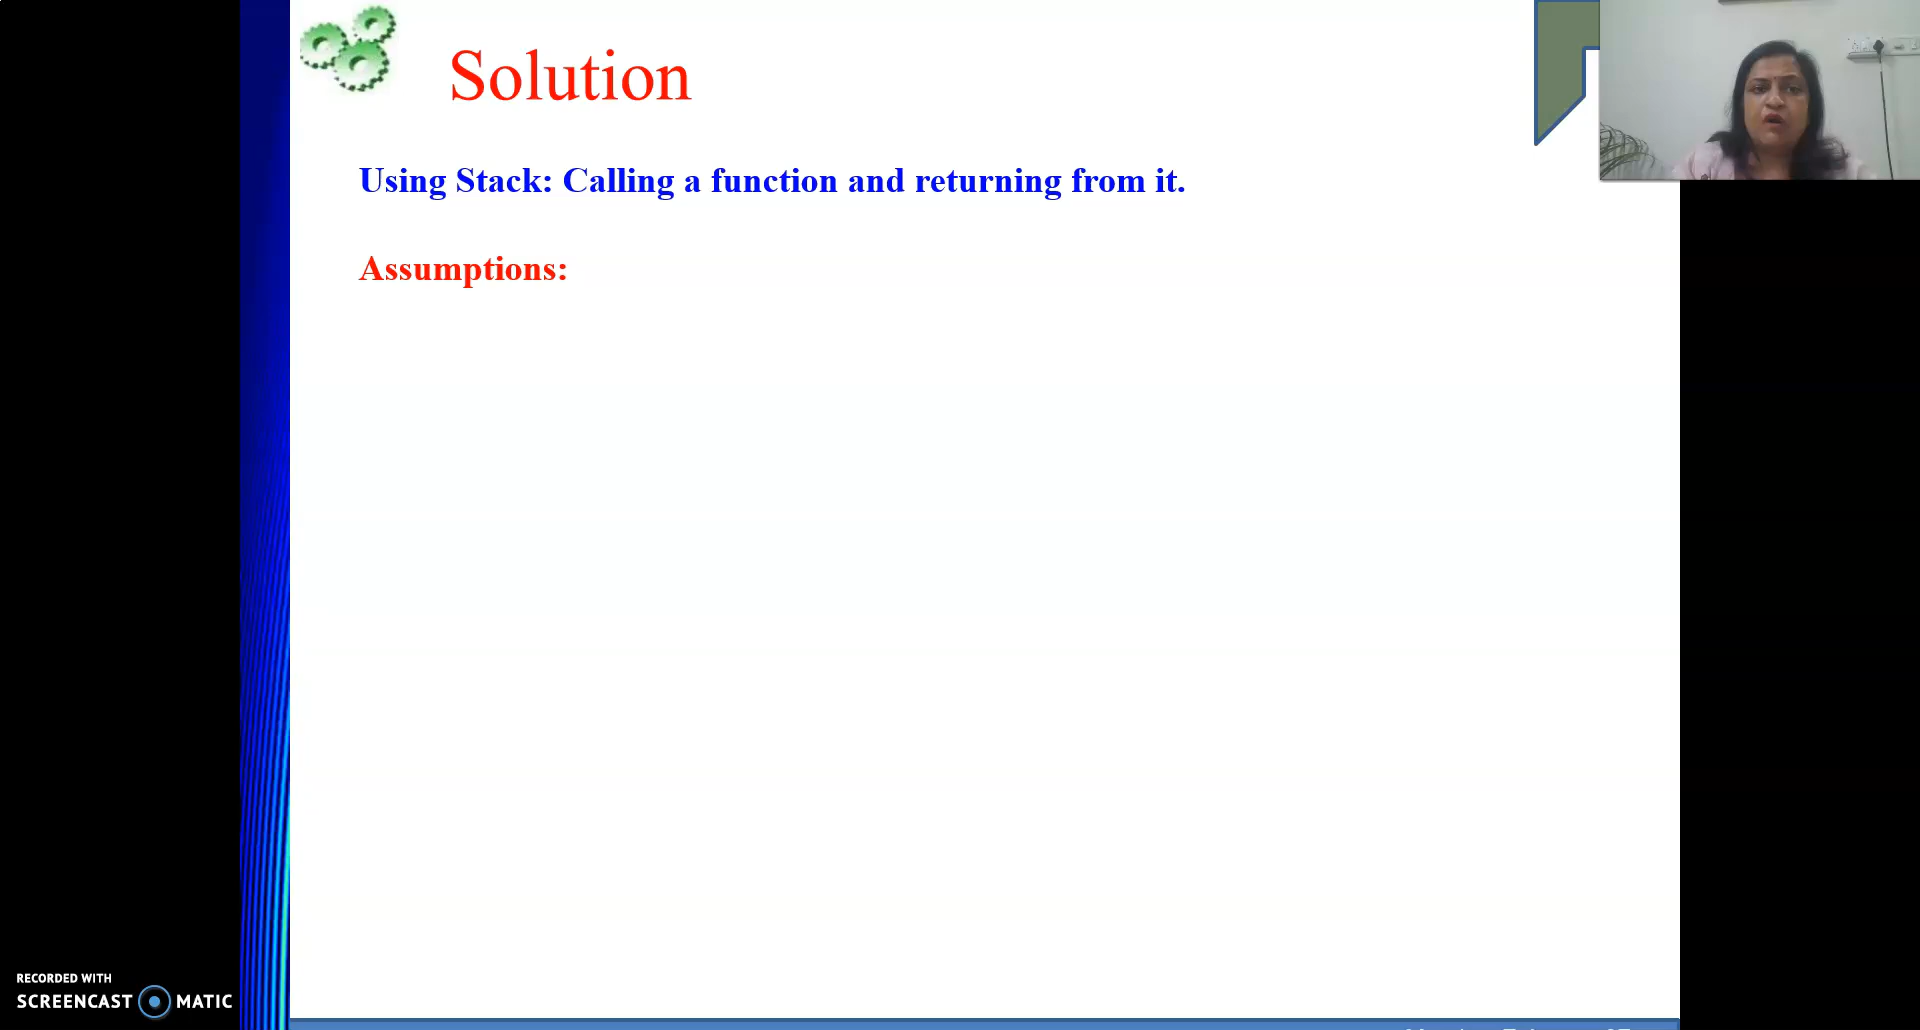 Solution
Using Stack: Calling a function and returning from it.
Assumptions:
RECORDED WITH
SCREENCAST MATIC